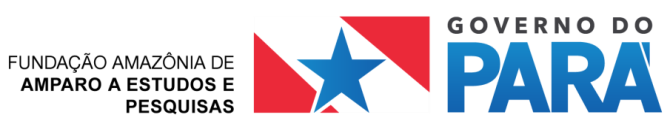 FUNDAÇÃO AMAZÔNIA DE
AMPARO A ESTUDOS E
PESQUISAS
GOVERNO DO
PARÁ